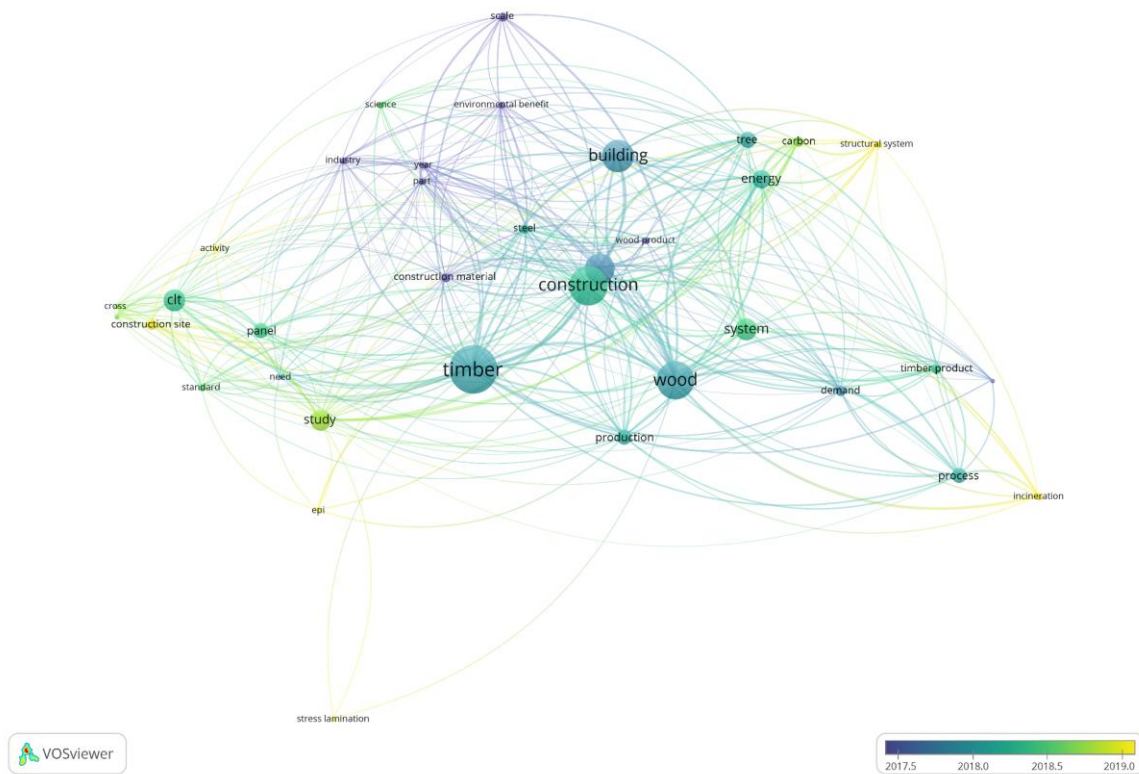 scale
science
environmental benefit
building
tree
carbon
structural system
industry
year
part
energy
steel
wood product
activity
construction material
construction
cross
clt
construction site
panel
system
timber
wood
timber product
need
standard
demand
study
production
process
incineration
epi
stress lamination
VOSviewer
2017.5 2018.0 2018.5 2019.0